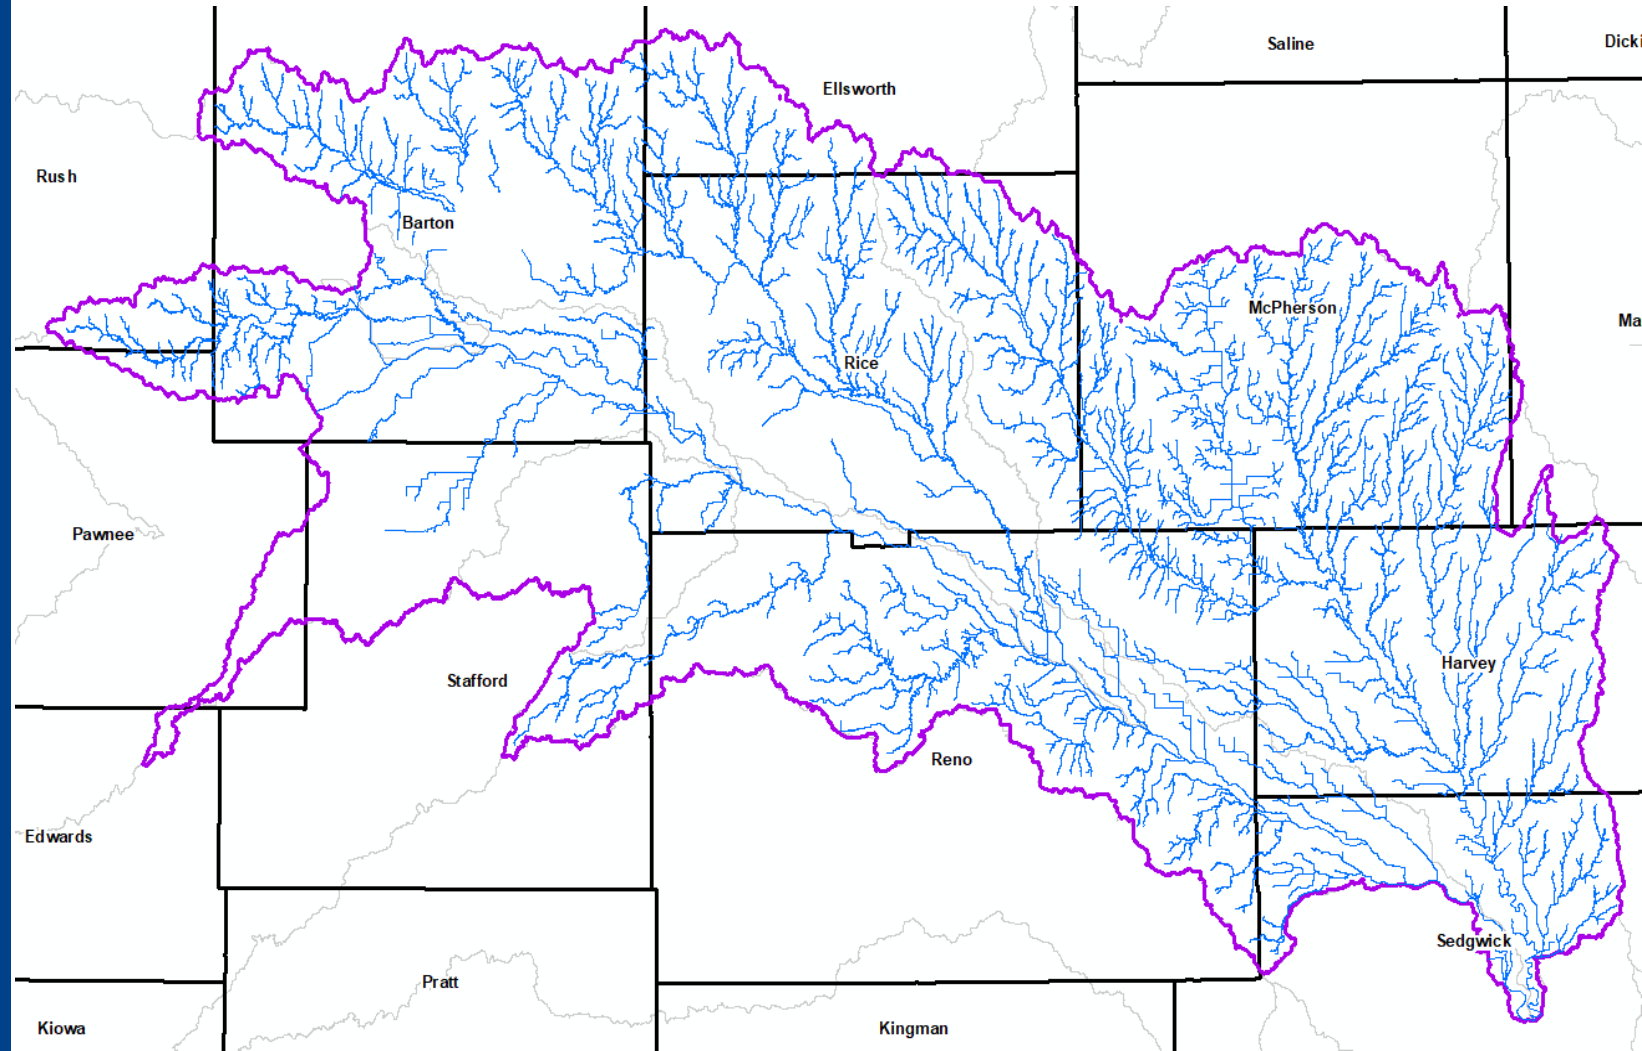 Saline
Dicki
Ellsworth
Rush
Barton
McPherson
Ma
Rice
Pawnee
Harvey
Stafford
Reno
Edwards
Sedgwick
Pratt
Kiowa
Kingman